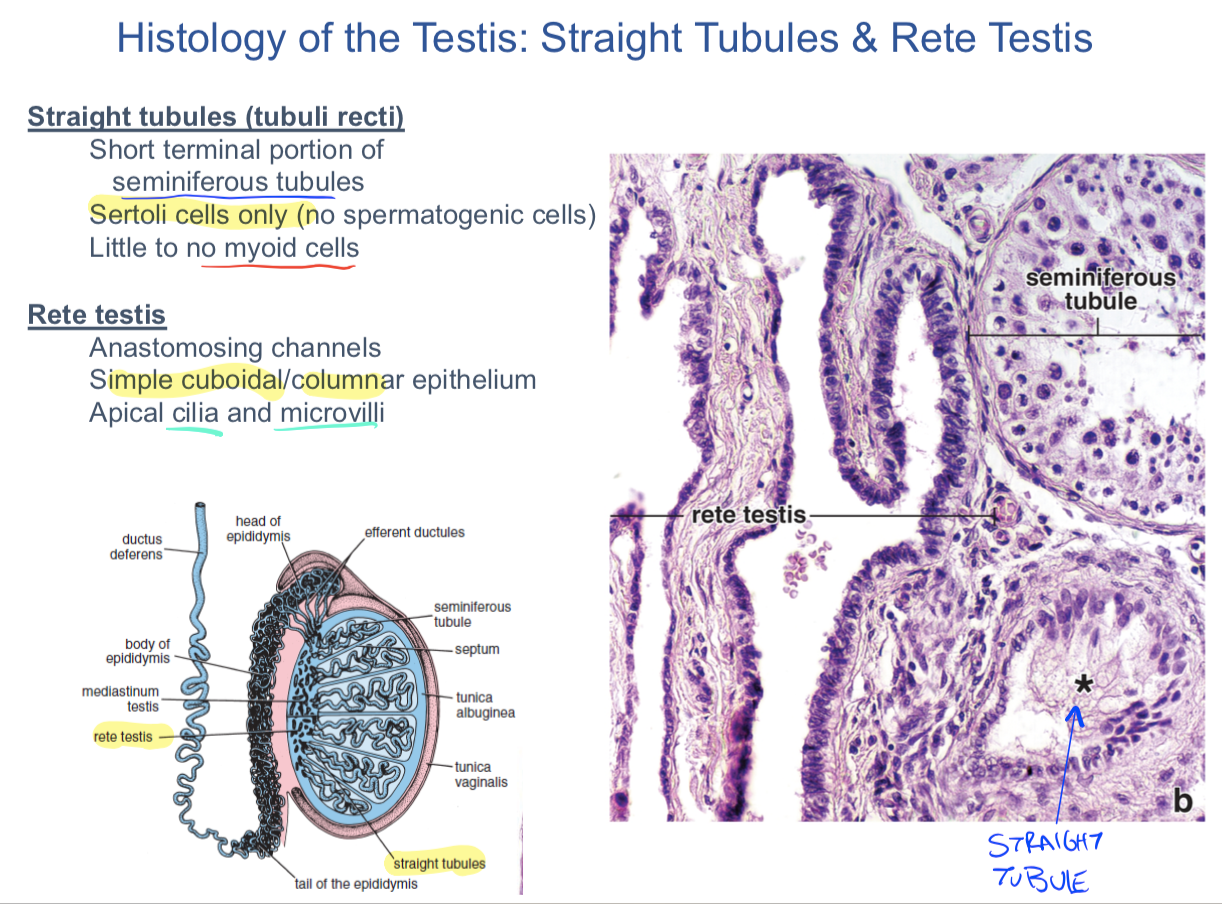 Histology of the Testis: Straight Tubules & Rete Testis
Straight tubules (tubuli recti)
Short terminal portion of
seminiferous tubules
Sertoli cells only (no spermatogenic cells)
Little to no myoid cells
Rete testis
Anastomosing channels
Simple cuboidal/columnar epithelium
Apical cilia and microvilli
ductus
deferens
head of
epididymis
efferent ductules
seminiferous
tubule
septum
body of
epididymis
mediastinum
testis
tunica
albuginea
rete testis
tunica
vaginalis
straight tubules
tail of the epididymis
seminiferous
tubule
rete testis
*
b
STRAIGHT
TUBULE